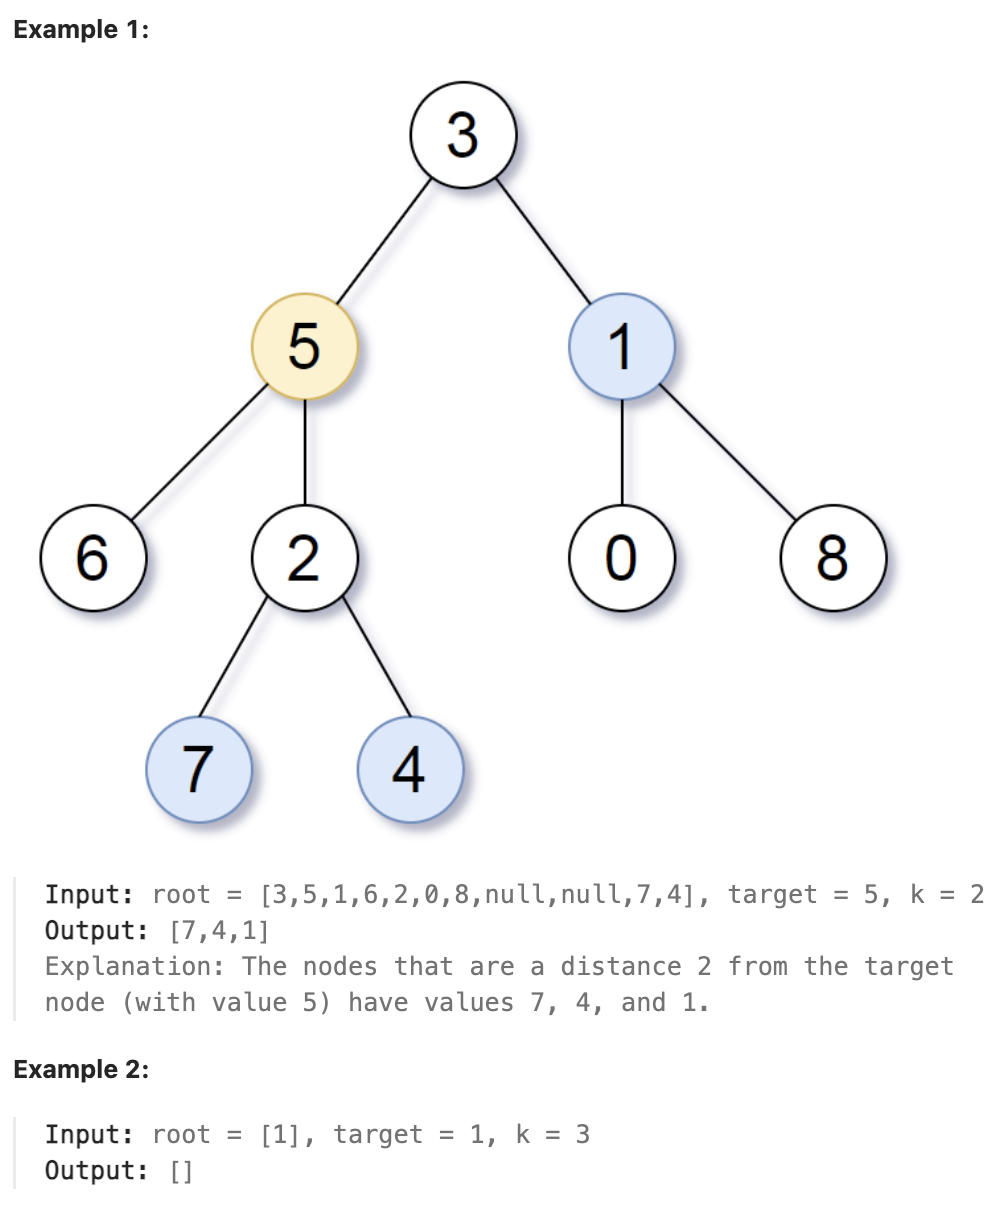 Example 1:
3
5
1
6
2
0
8
7
4
Input: root = [3,5,1,6,2,0,8,null,null,7,4], target = 5, k = 2
Output: [7,4,1]
Explanation: The nodes that are a distance 2 from the target
node (with value 5) have values 7, 4, and 1.
Example 2:
Input: root = [1], target = 1, k = 3
Output: []